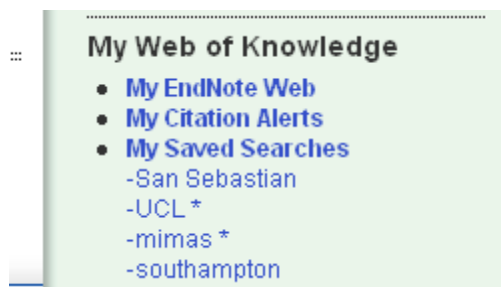 My Web of Knowledge
• My EndNote Web
• My Citation Alerts
• My Saved Searches
-San Sebastian
-UCL *
-mimas *
-southampton